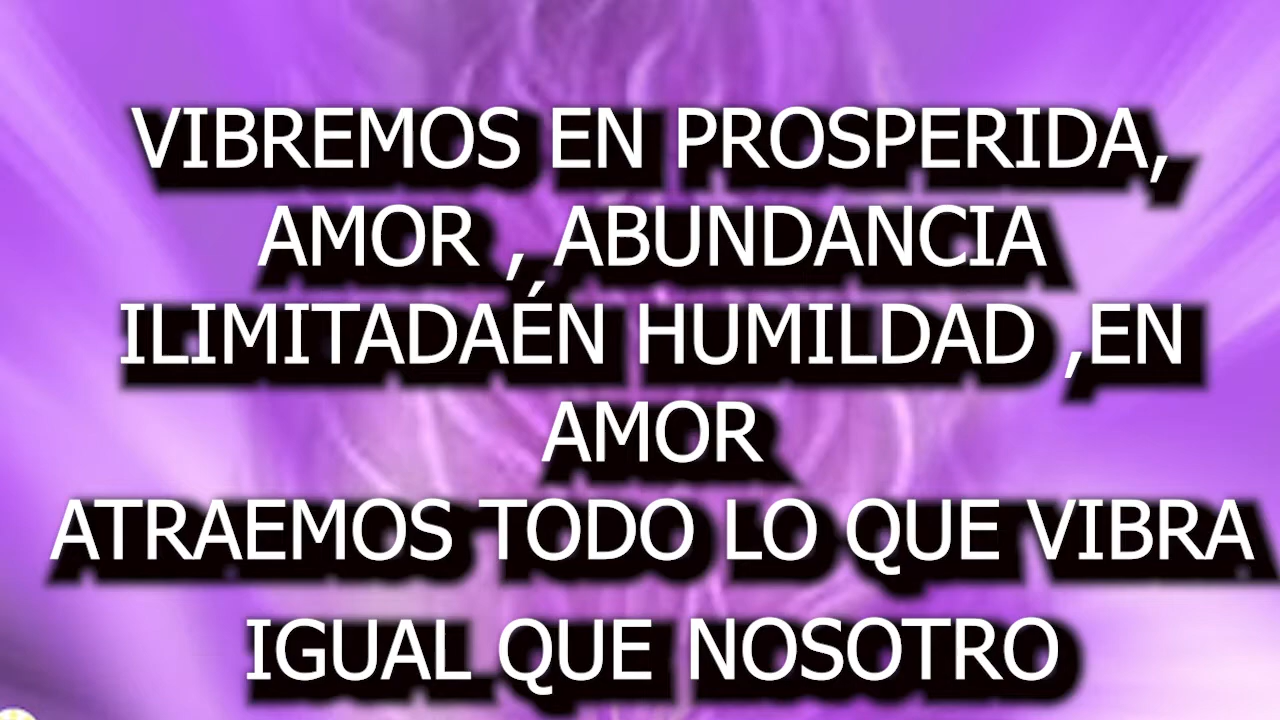 VIBREMOS EN PROSPERIDA,
AMOR , ABUNDANCIA
ILIMITADAÉN HUMILDAD ,EN
AMOR
ATRAEMOS TODO LO QUE VIBRA
IGUAL QUE NOSOTRO